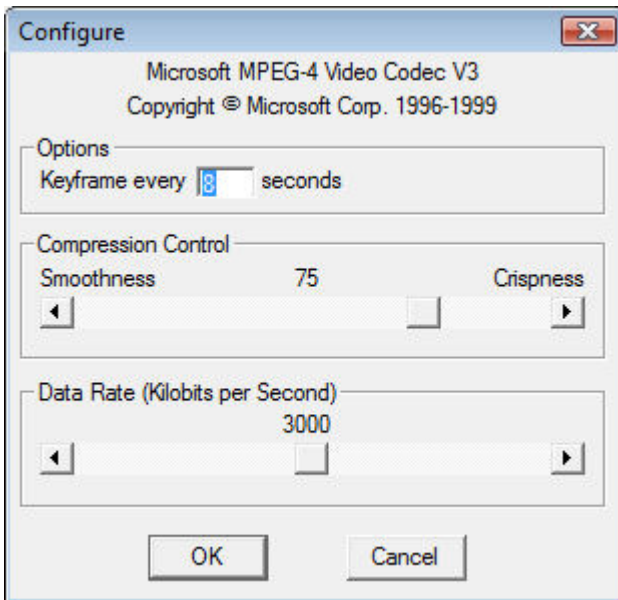 Configure
Microsoft MPEG-4 Video Codec V3
Copyright © Microsoft Corp. 1996-1999
Options
Keyframe every 8 seconds
Compression Control
Smoothness 75 Crispness
Data Rate (Kilobits per Second)
3000
OK Cancel